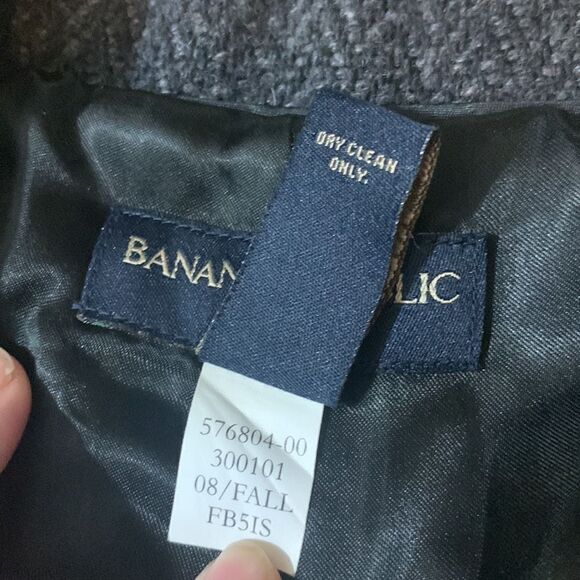 DRY CLEAN
ONLY.
BANAN LIC
576804-00
300101
08/FALL
FB5IS